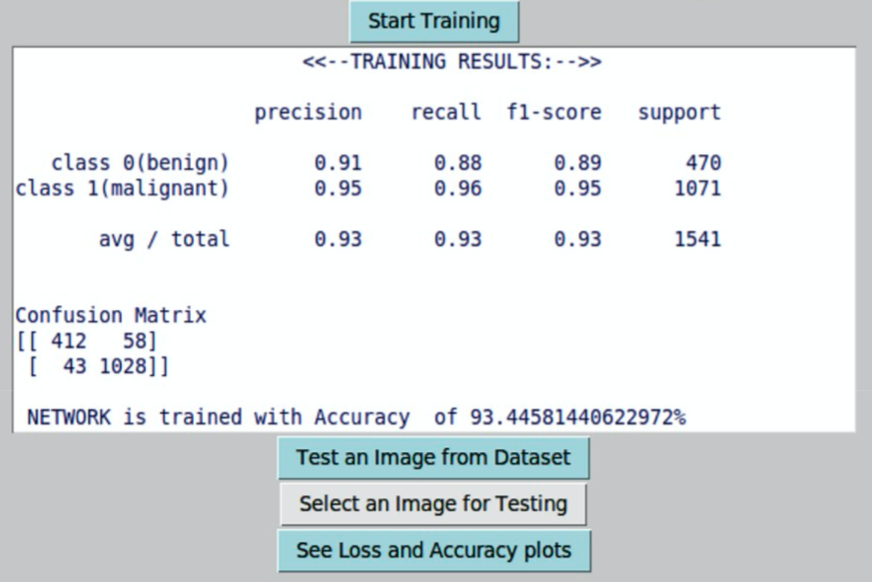 Start Training
<<--TRAINING RESULTS:-->>
precision recall f1-score support
class 0(benign) 0.91 0.88 0.89 470
class 1(malignant) 0.95 0.96 0.95 1071
avg / total 0.93 0.93 0.93 1541
Confusion Matrix
[[ 412 58]
[ 43 1028]]
NETWORK is trained with Accuracy of 93.44581440622972%
Test an Image from Dataset
Select an Image for Testing
See Loss and Accuracy plots